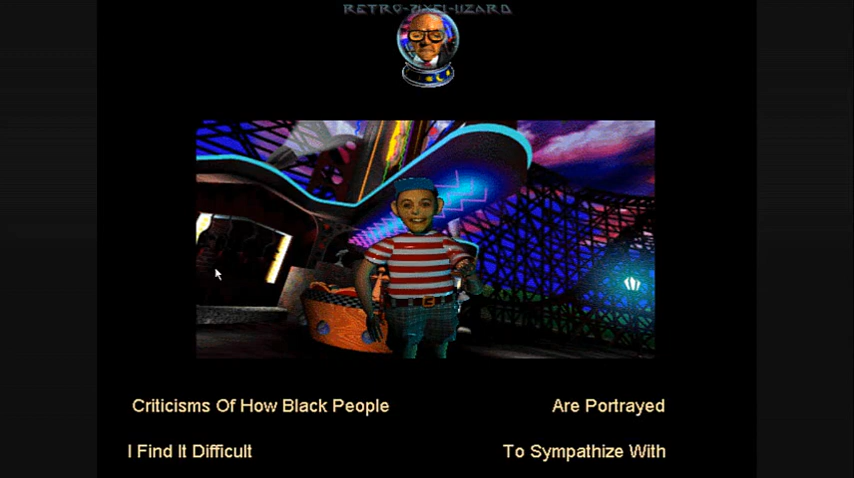 RETRO-PIXEL-LIZARD
Criticisms Of How Black People Are Portrayed
I Find It Difficult To Sympathize With